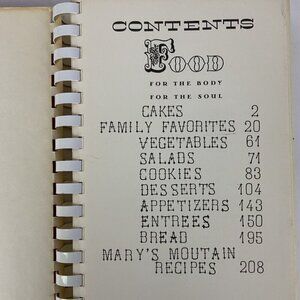 CONTENTS
FOOD
FOR THE BODY
FOR THE SOUL
CAKES 2
FAMILY FAVORITES 20
VEGETABLES 61
SALADS 71
COOKIES 83
DESSERTS 104
APPETIZERS 143
ENTREES 150
BREAD 195
MARY'S MOUTAIN
RECIPES 208